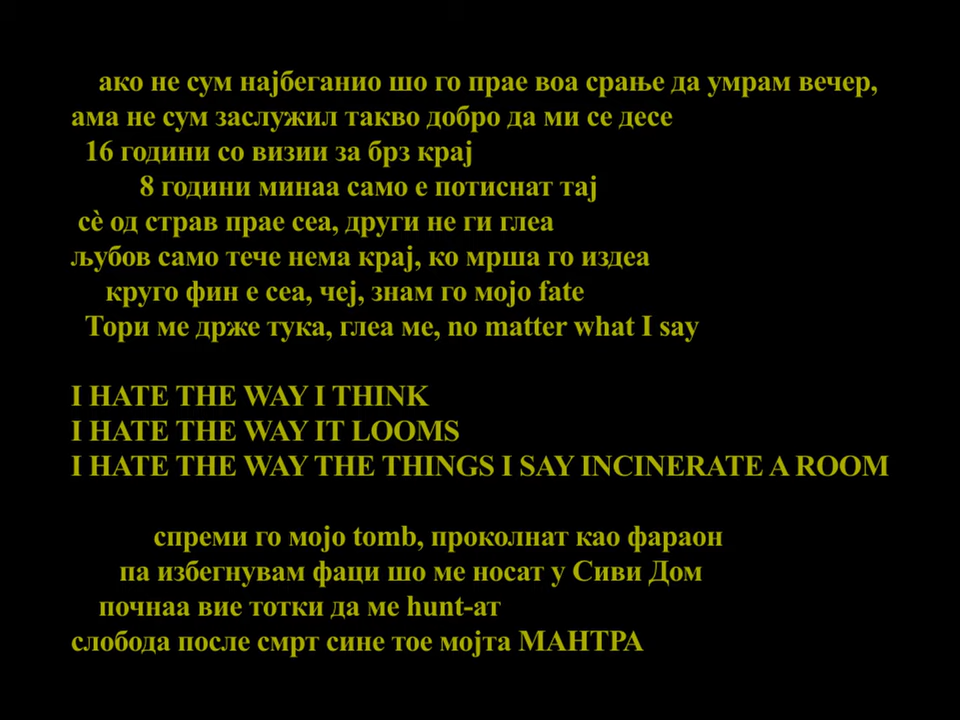 ако не сум најбеганио шо го прае воа срање да умрам вечер,
ама не сум заслужил такво добро да ми се десе
16 години со визии за брз крај
8 години минаа само е потиснат тај
сѐ од страв прае сеа, други не ги глеа
љубов само тече нема крај, ко мрша го издеа
круго фин е сеа, чеј, знам го мојо fate
Тори ме држе тука, глеа ме, no matter what I say
I HATE THE WAY I THINK
I HATE THE WAY IT LOOMS
I HATE THE WAY THE THINGS I SAY INCINERATE A ROOM
спреми го мојо tomb, проколнат као фараон
па избегнувам фаци шо ме носат у Сиви Дом
почнаа вие тотки да ме hunt-ат
слобода после смрт сине тое мојта МАНТРА